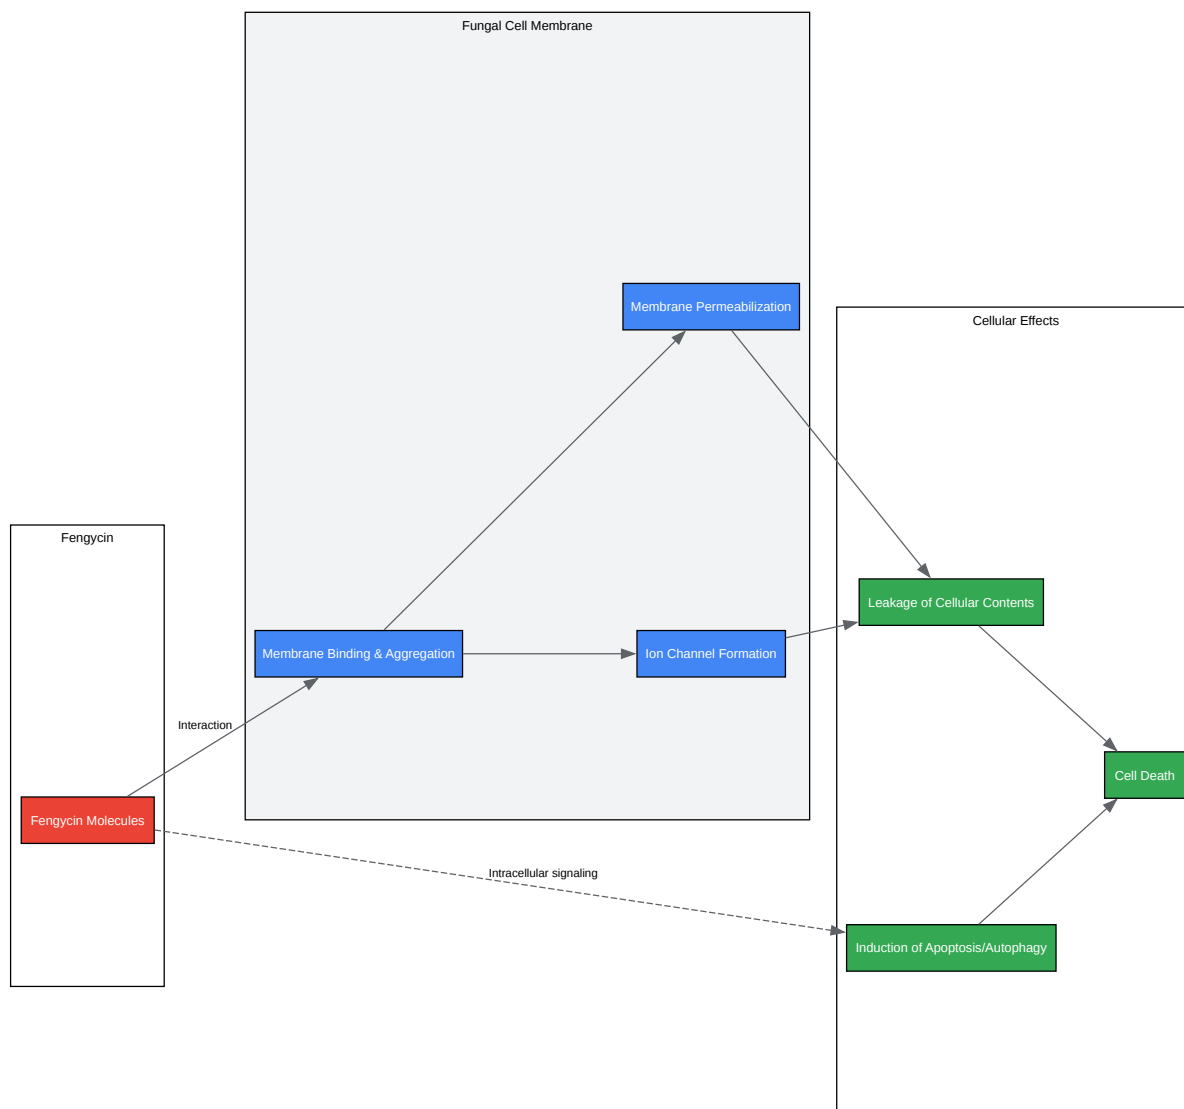 Fungal Cell Membrane
Membrane Permeabilization
Cellular Effects
Fengycin
Leakage of Cellular Contents
Membrane Binding & Aggregation
Ion Channel Formation
Interaction
Cell Death
Fengycin Molecules
Intracellular signaling
Induction of Apoptosis/Autophagy